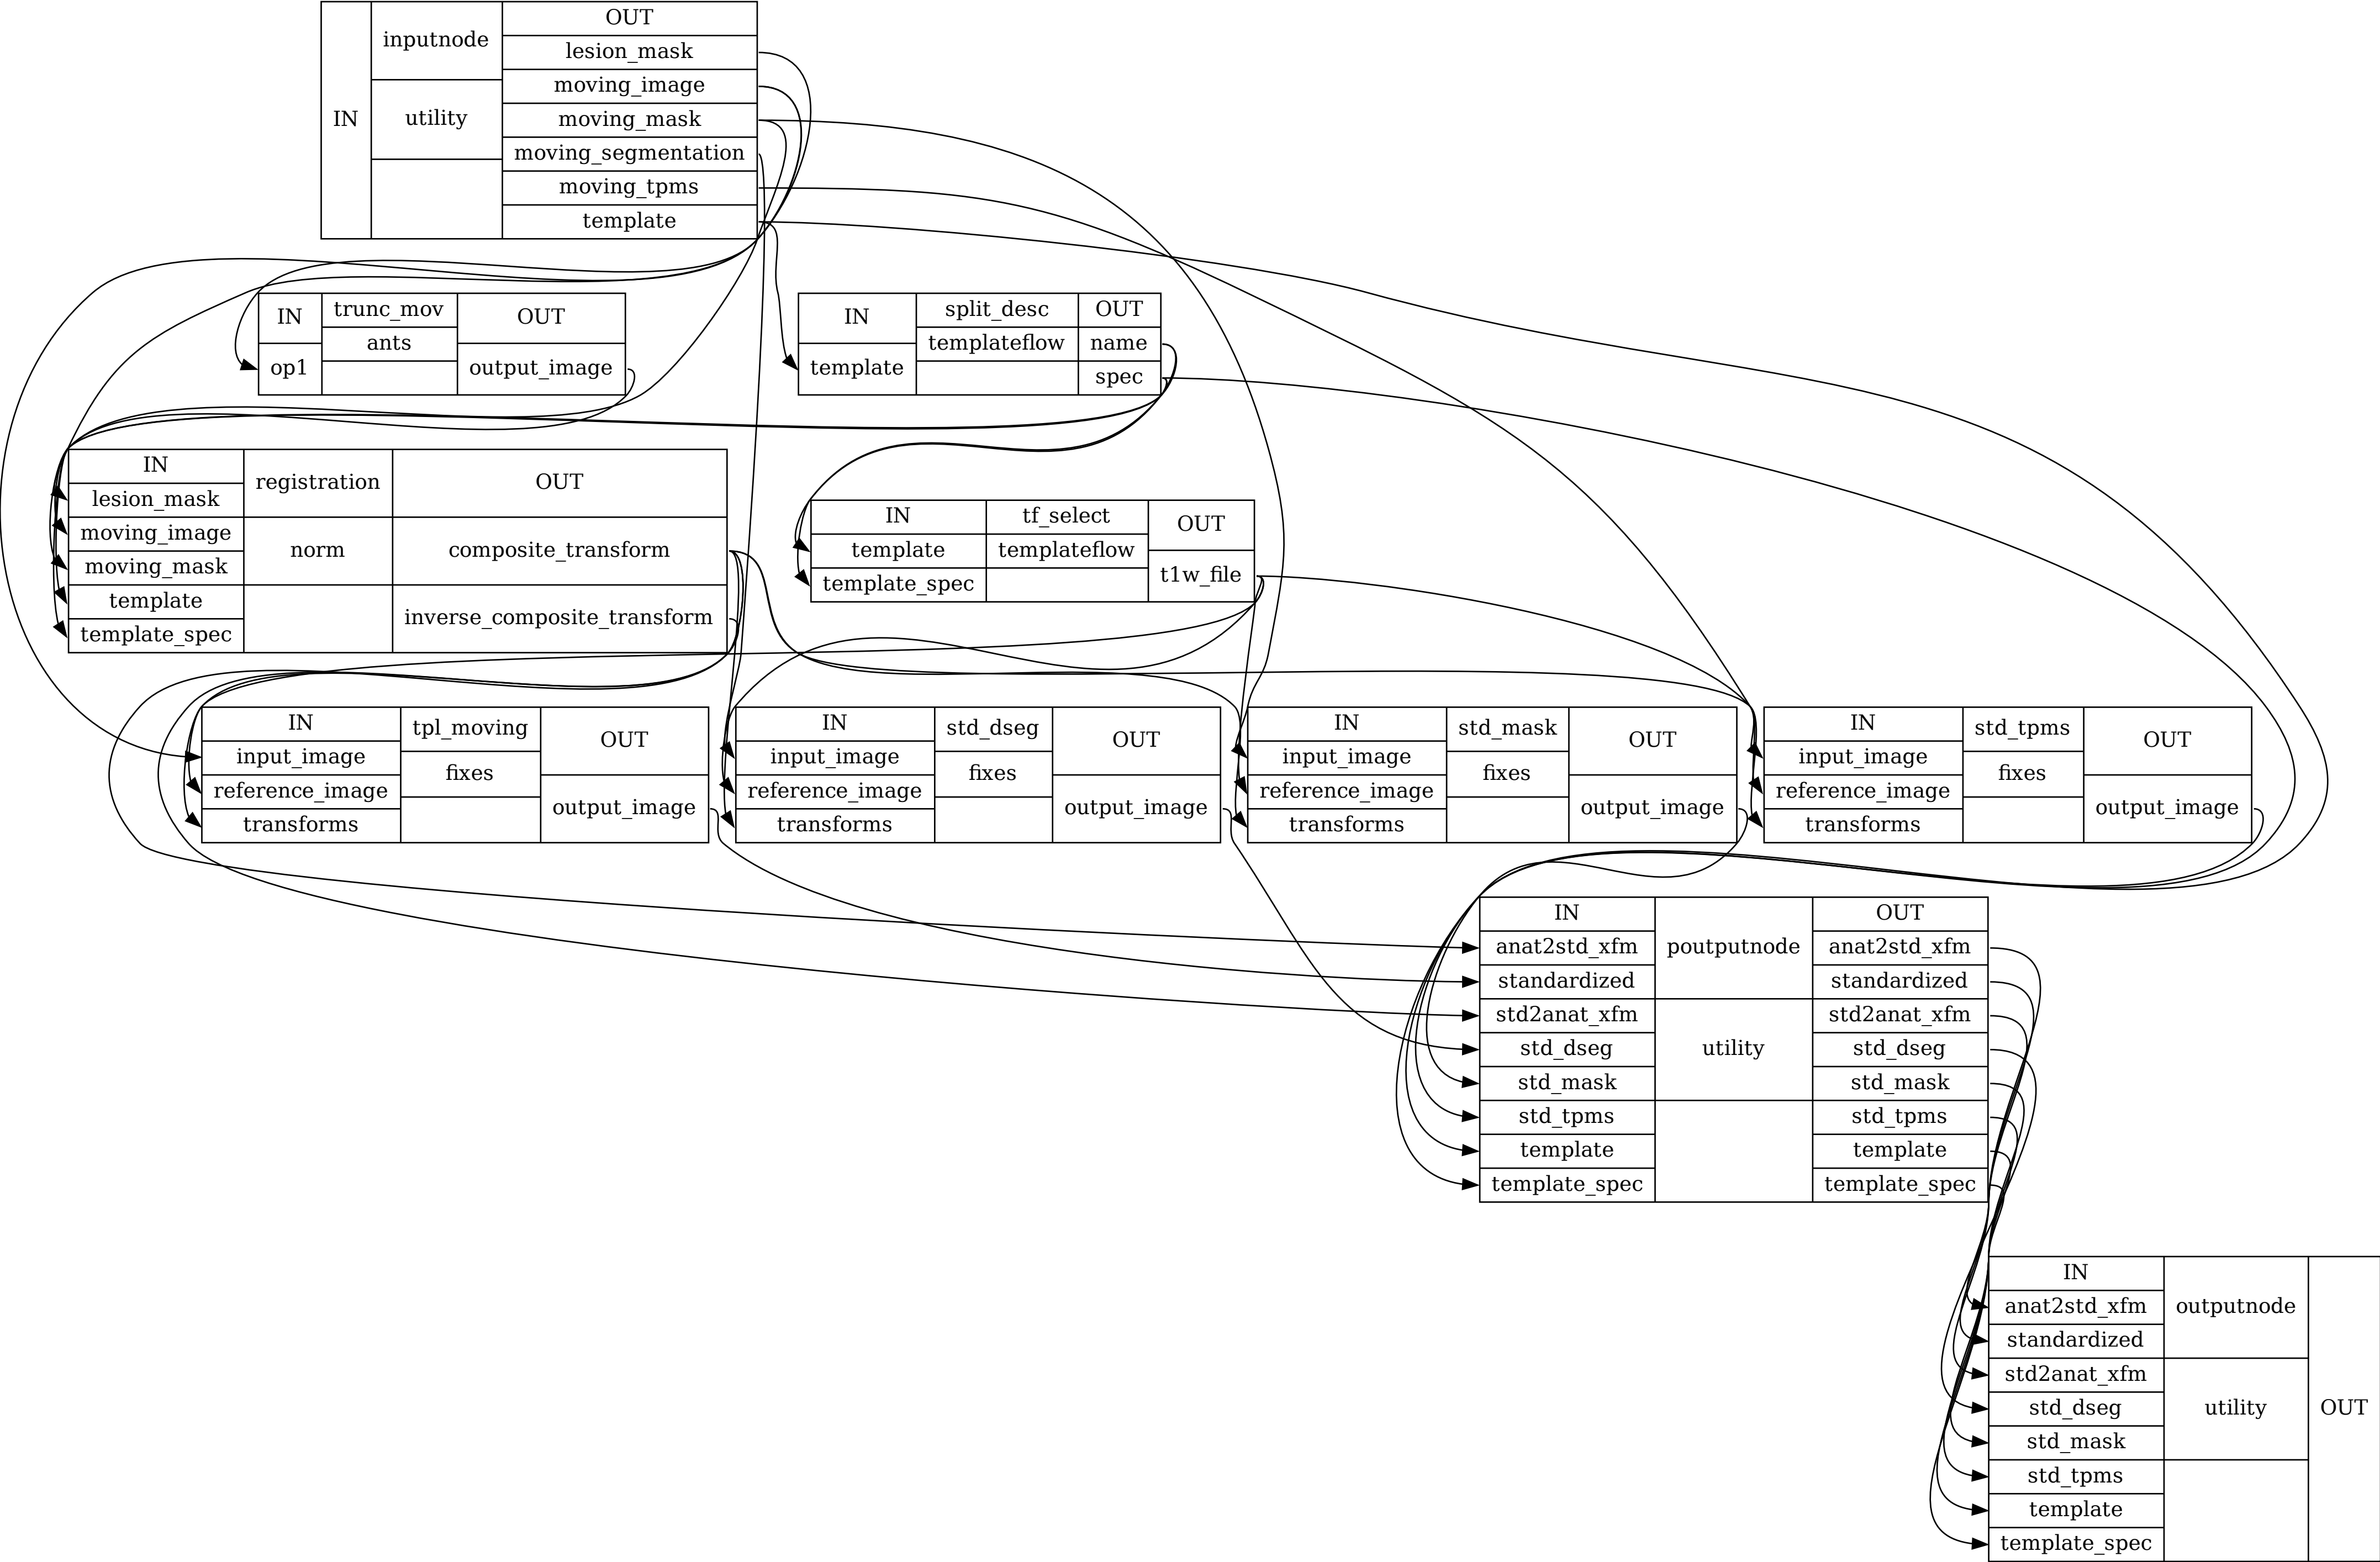 IN
inputnode
utility
OUT
lesion_mask
moving_image
moving_mask
moving_segmentation
moving_tpms
template
IN
op1
trunc_mov
ants
OUT
output_image
IN
template
split_desc
templateflow
OUT
name
spec
IN
lesion_mask
moving_image
moving_mask
template
template_spec
registration
norm
OUT
composite_transform
inverse_composite_transform
IN
template
template_spec
tf_select
templateflow
OUT
t1w_file
IN
input_image
reference_image
transforms
tpl_moving
fixes
OUT
output_image
IN
input_image
reference_image
transforms
std_dseg
fixes
OUT
output_image
IN
input_image
reference_image
transforms
std_mask
fixes
OUT
output_image
IN
input_image
reference_image
transforms
std_tpms
fixes
OUT
output_image
IN
anat2std_xfm
standardized
std2anat_xfm
std_dseg
std_mask
std_tpms
template
template_spec
poutputnode
utility
OUT
anat2std_xfm
standardized
std2anat_xfm
std_dseg
std_mask
std_tpms
template
template_spec
IN
anat2std_xfm
standardized
std2anat_xfm
std_dseg
std_mask
std_tpms
template
template_spec
outputnode
utility
OUT